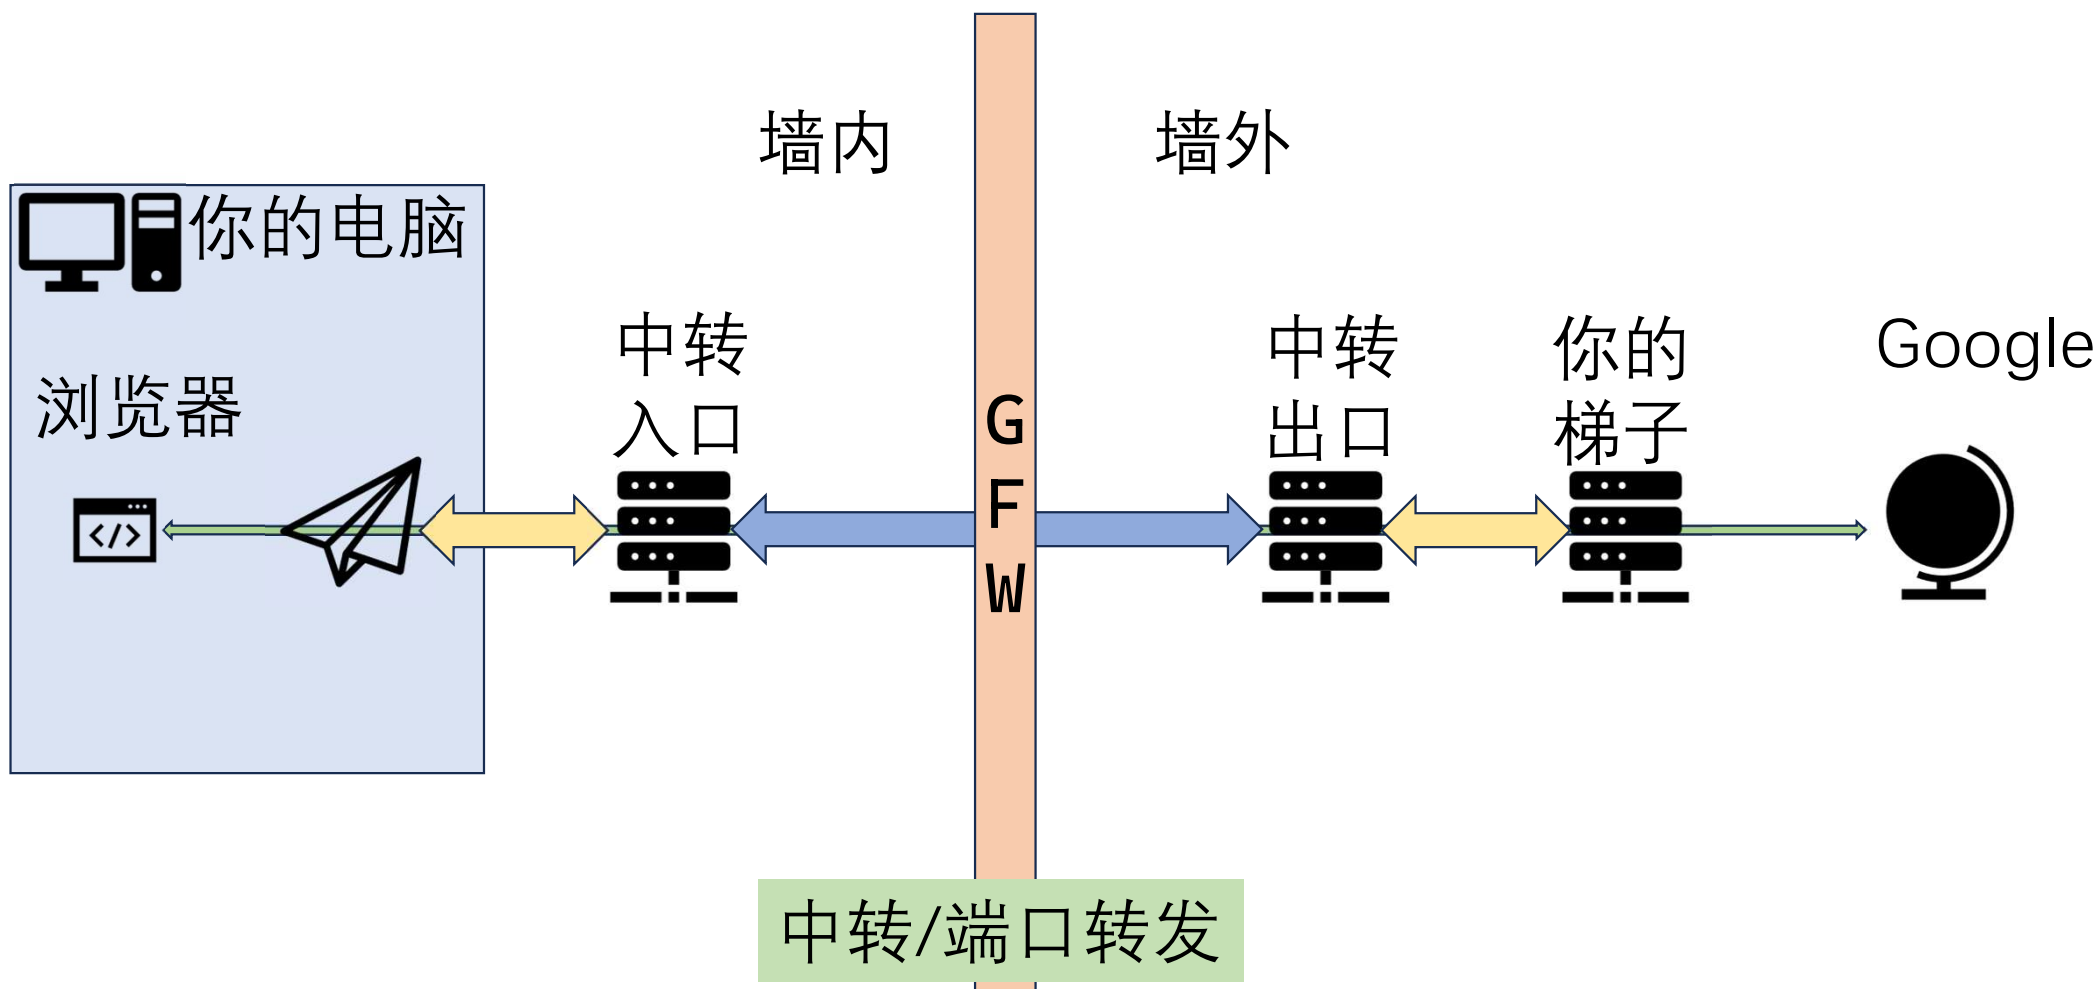 墙内
墙外
你的电脑
浏览器
</>
中转
入口
G
F
W
中转
出口
你的
梯子
Google
中转/端口转发